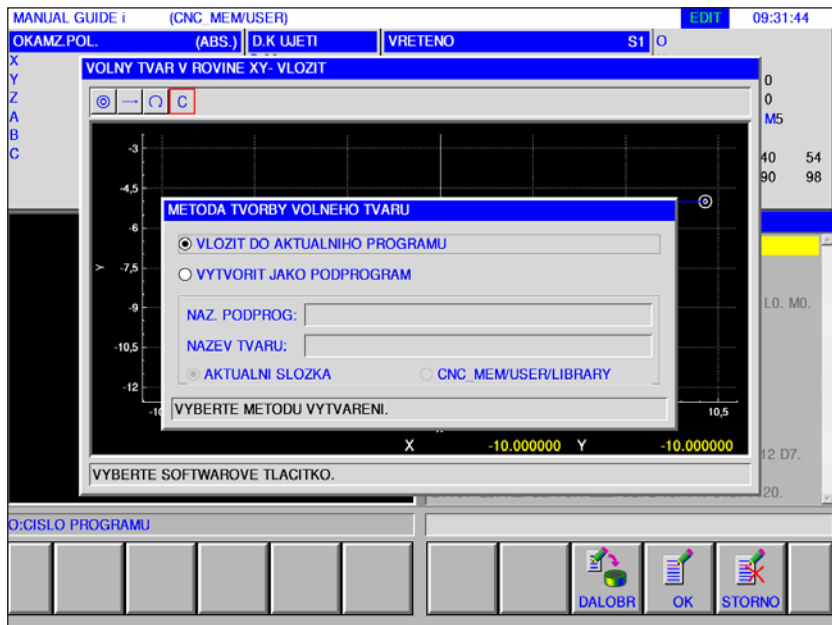 MANUAL GUIDE i (CNC_MEM/USER) EDIT 09:31:44
OKAMZ.POL. (ABS.) D.K UJETI VRETENO S1 O
X
Y 0
Z 0
A M5
B
C 40 54
90 98
VOLNY TVAR V ROVINE XY- VLOZIT
C
-3
-4,5
-6
Y -7,5
-9
-10,5
-12
10,5
METODA TVORBY VOLNEHO TVARU
VLOZIT DO AKTUALNIHO PROGRAMU
VYTVORIT JAKO PODPROGRAM
NAZ. PODPROG:
NAZEV TVARU:
AKTUALNI SLOZKA CNC_MEM/USER/LIBRARY
VYBERTE METODU VYTVARENI.
L0. M0.
X -10.000000 Y -10.000000
12 D7.
VYBERTE SOFTWAROVE TLACITKO.
20.
O:CISLO PROGRAMU
DALOBR OK STORNO